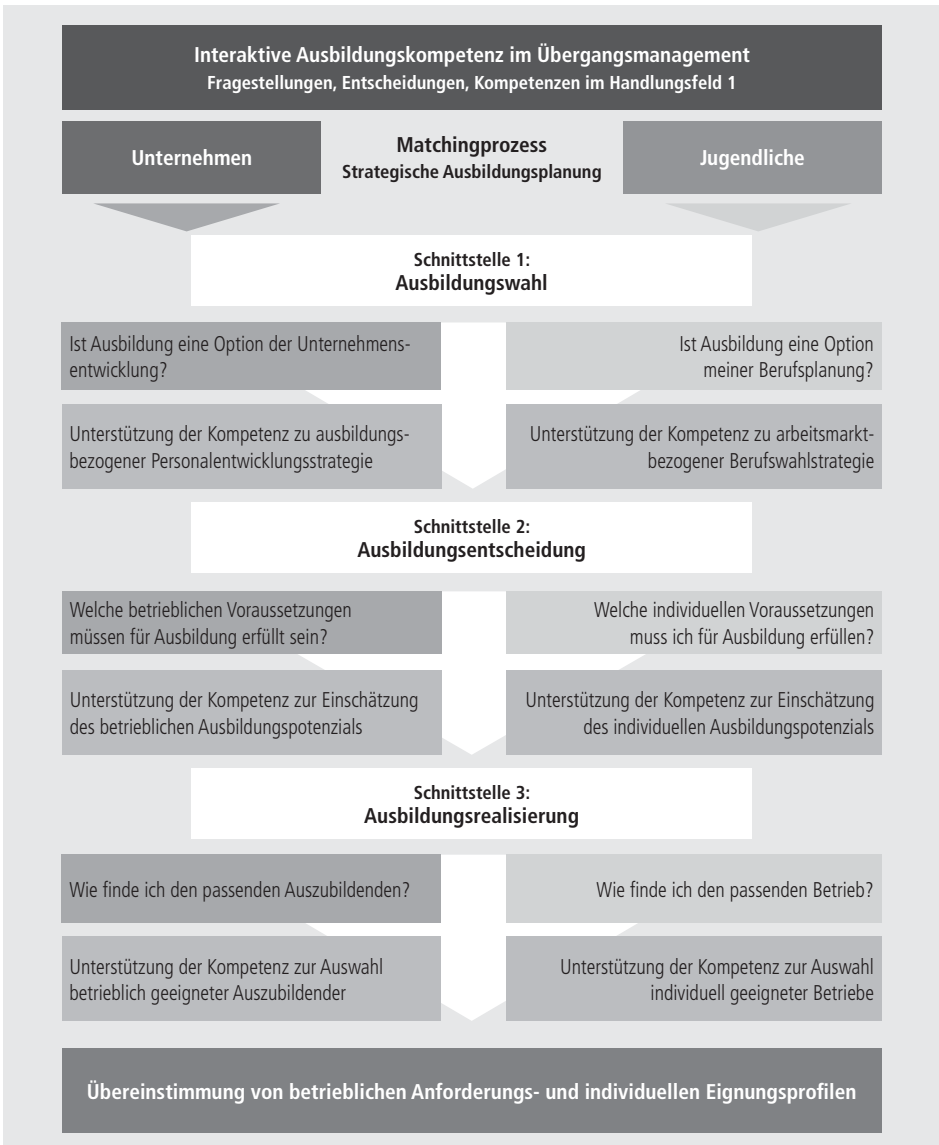 Interaktive Ausbildungskompetenz im Übergangsmanagement
Fragestellungen, Entscheidungen, Kompetenzen im Handlungsfeld 1
Unternehmen
Matchingprozess
Strategische Ausbildungsplanung
Jugendliche
Schnittstelle 1:
Ausbildungswahl
Ist Ausbildung eine Option der Unternehmens-
entwicklung?
Ist Ausbildung eine Option
meiner Berufsplanung?
Unterstützung der Kompetenz zu ausbildungs-
bezogener Personalentwicklungsstrategie
Unterstützung der Kompetenz zu arbeitsmarkt-
bezogener Berufswahlstrategie
Schnittstelle 2:
Ausbildungsentscheidung
Welche betrieblichen Voraussetzungen
müssen für Ausbildung erfüllt sein?
Welche individuellen Voraussetzungen
muss ich für Ausbildung erfüllen?
Unterstützung der Kompetenz zur Einschätzung
des betrieblichen Ausbildungspotenzials
Unterstützung der Kompetenz zur Einschätzung
des individuellen Ausbildungspotenzials
Schnittstelle 3:
Ausbildungsrealisierung
Wie finde ich den passenden Auszubildenden?
Wie finde ich den passenden Betrieb?
Unterstützung der Kompetenz zur Auswahl
betrieblich geeigneter Auszubildender
Unterstützung der Kompetenz zur Auswahl
individuell geeigneter Betriebe
Übereinstimmung von betrieblichen Anforderungs- und individuellen Eignungsprofilen